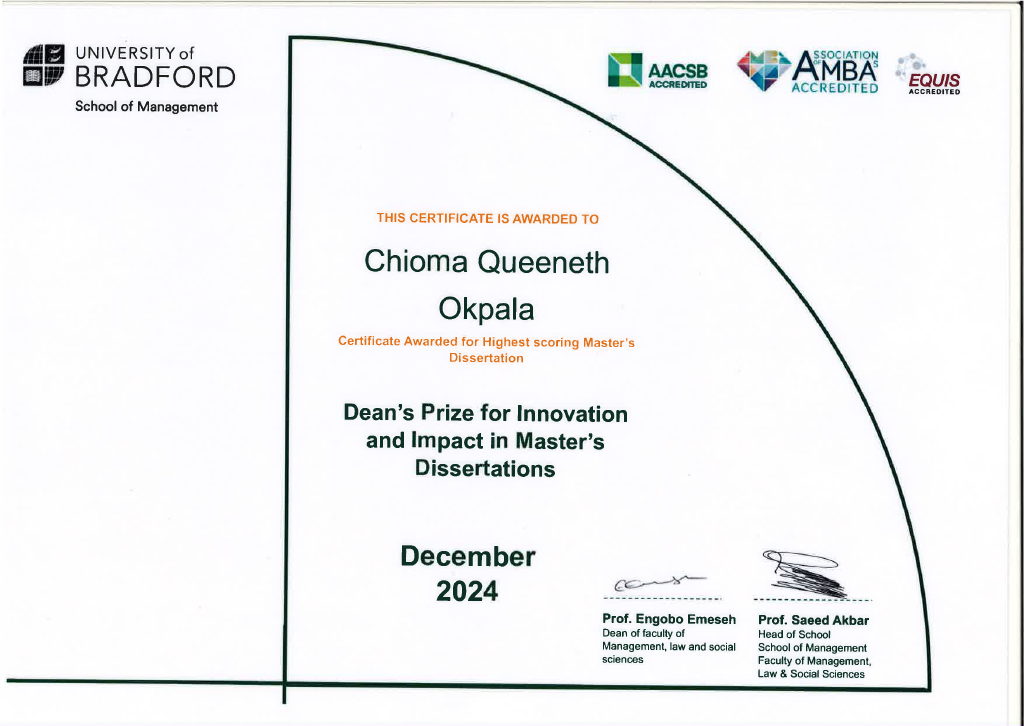 UNIVERSITY of
BRADFORD
School of Management
AACSB
ACCREDITED
ASSOCIATION
OF
AMBA'S
ACCREDITED
EQUIS
ACCREDITED
THIS CERTIFICATE IS AWARDED TO
Chioma Queeneth
Okpala
Certificate Awarded for Highest scoring Master's
Dissertation
Dean's Prize for Innovation
and Impact in Master's
Dissertations
December
2024
Prof. Engobo Emeseh
Dean of faculty of
Management, law and social
sciences
Prof. Saeed Akbar
Head of School
School of Management
Faculty of Management,
Law & Social Sciences